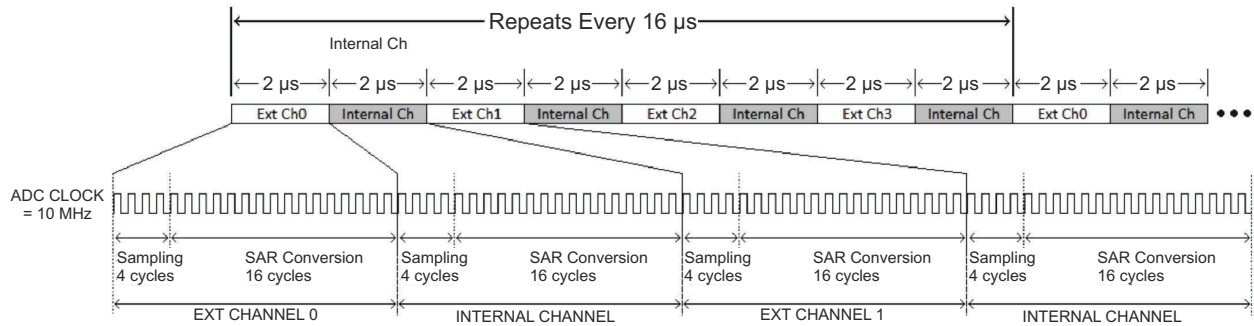 Repeats Every 16 µs
Internal Ch
2 µs 2 µs 2 µs 2 µs 2 µs 2 µs 2 µs 2 µs 2 µs 2 µs
Ext Ch0 Internal Ch Ext Ch1 Internal Ch Ext Ch2 Internal Ch Ext Ch3 Internal Ch Ext Ch0 Internal Ch
ADC CLOCK
= 10 MHz
Sampling SAR Conversion Sampling SAR Conversion Sampling SAR Conversion Sampling SAR Conversion
4 cycles 16 cycles 4 cycles 16 cycles 4 cycles 16 cycles 4 cycles 16 cycles
EXT CHANNEL 0 INTERNAL CHANNEL EXT CHANNEL 1 INTERNAL CHANNEL